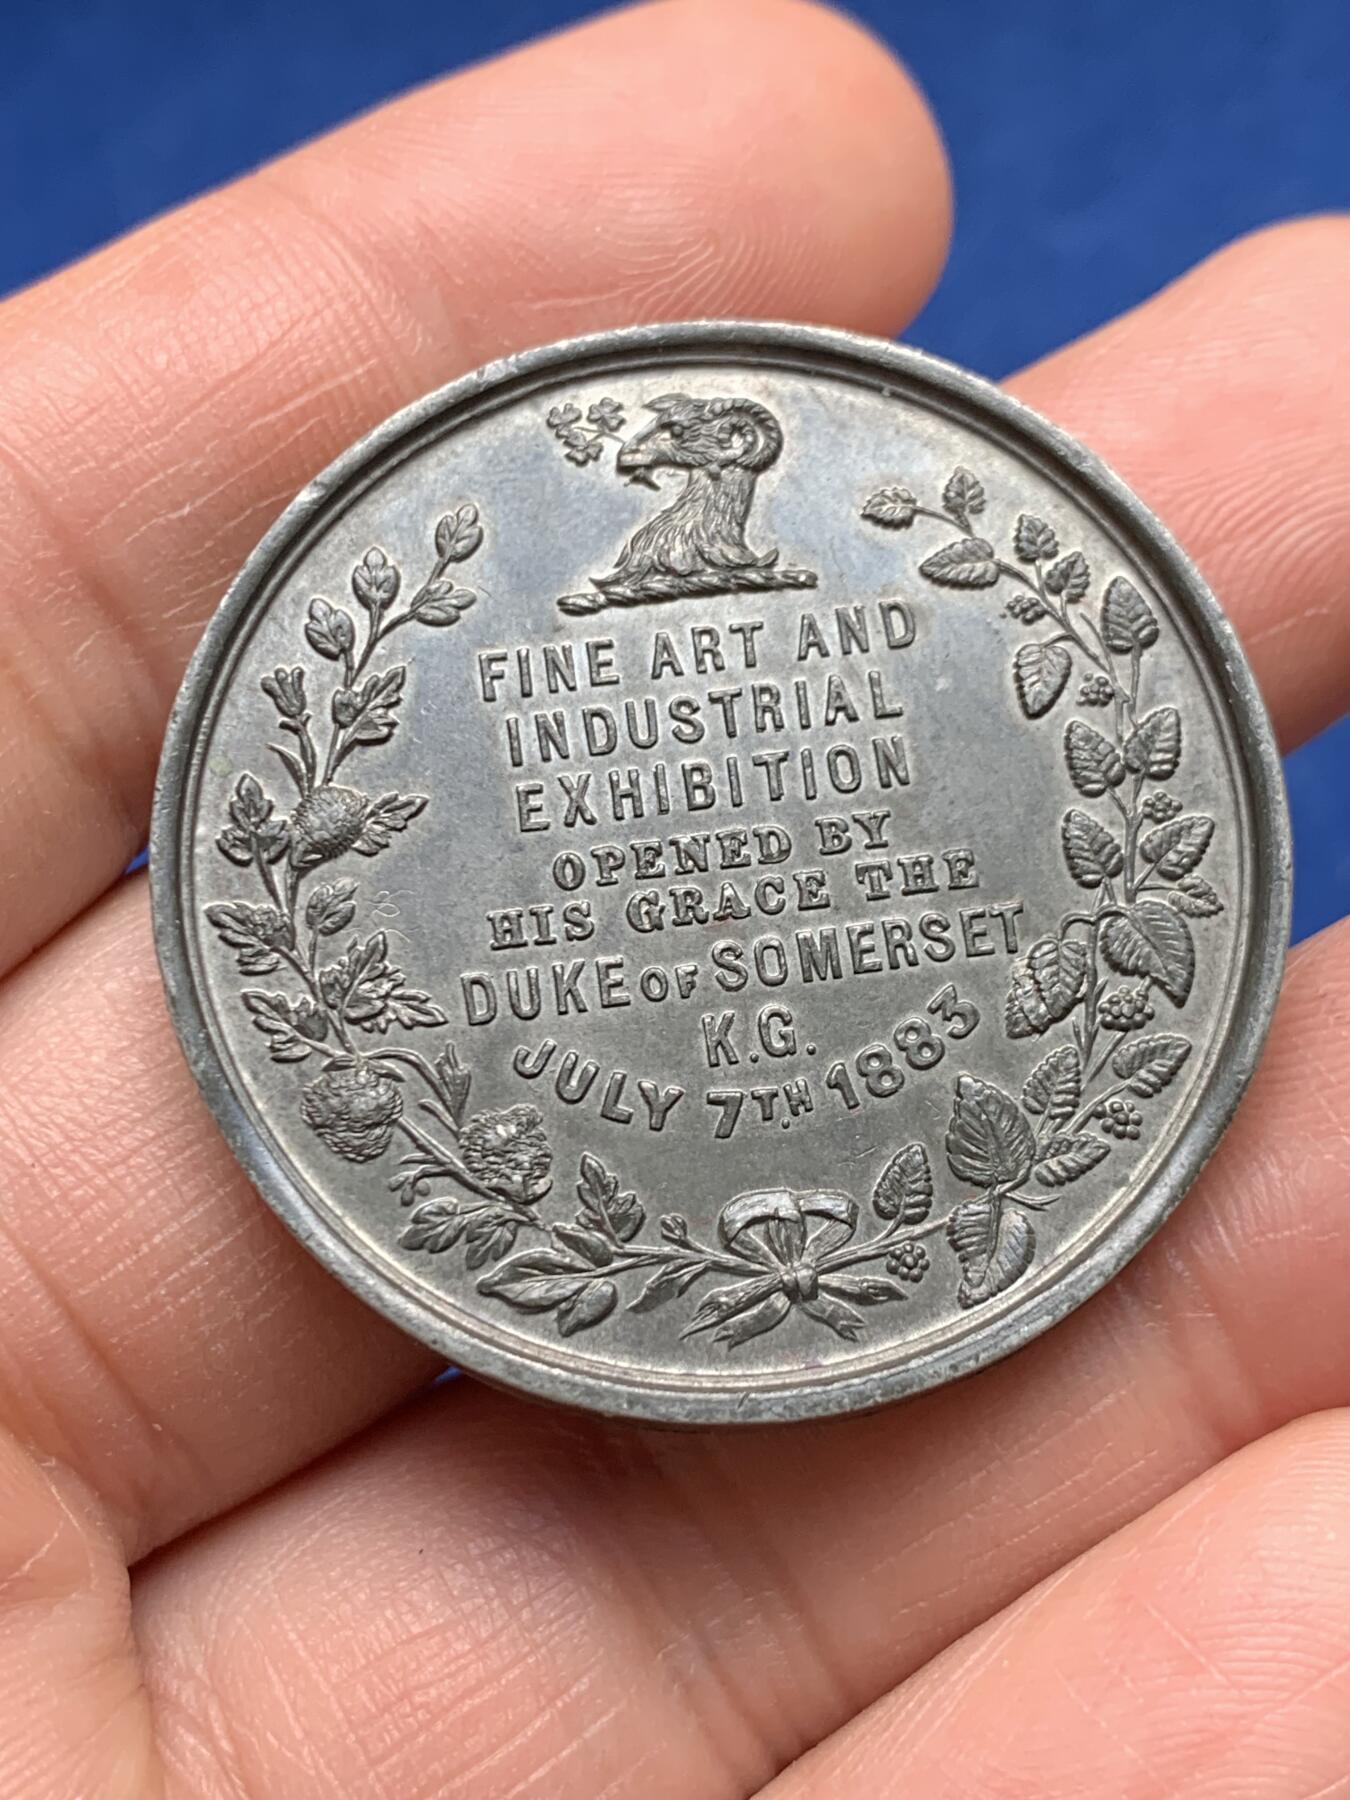 FINE ART AND
INDUSTRIAL
EXHIBITION
OPENED BY
HIS GRACE THE
DUKE OF SOMERSET
K.G.
JULY 7TH 1883